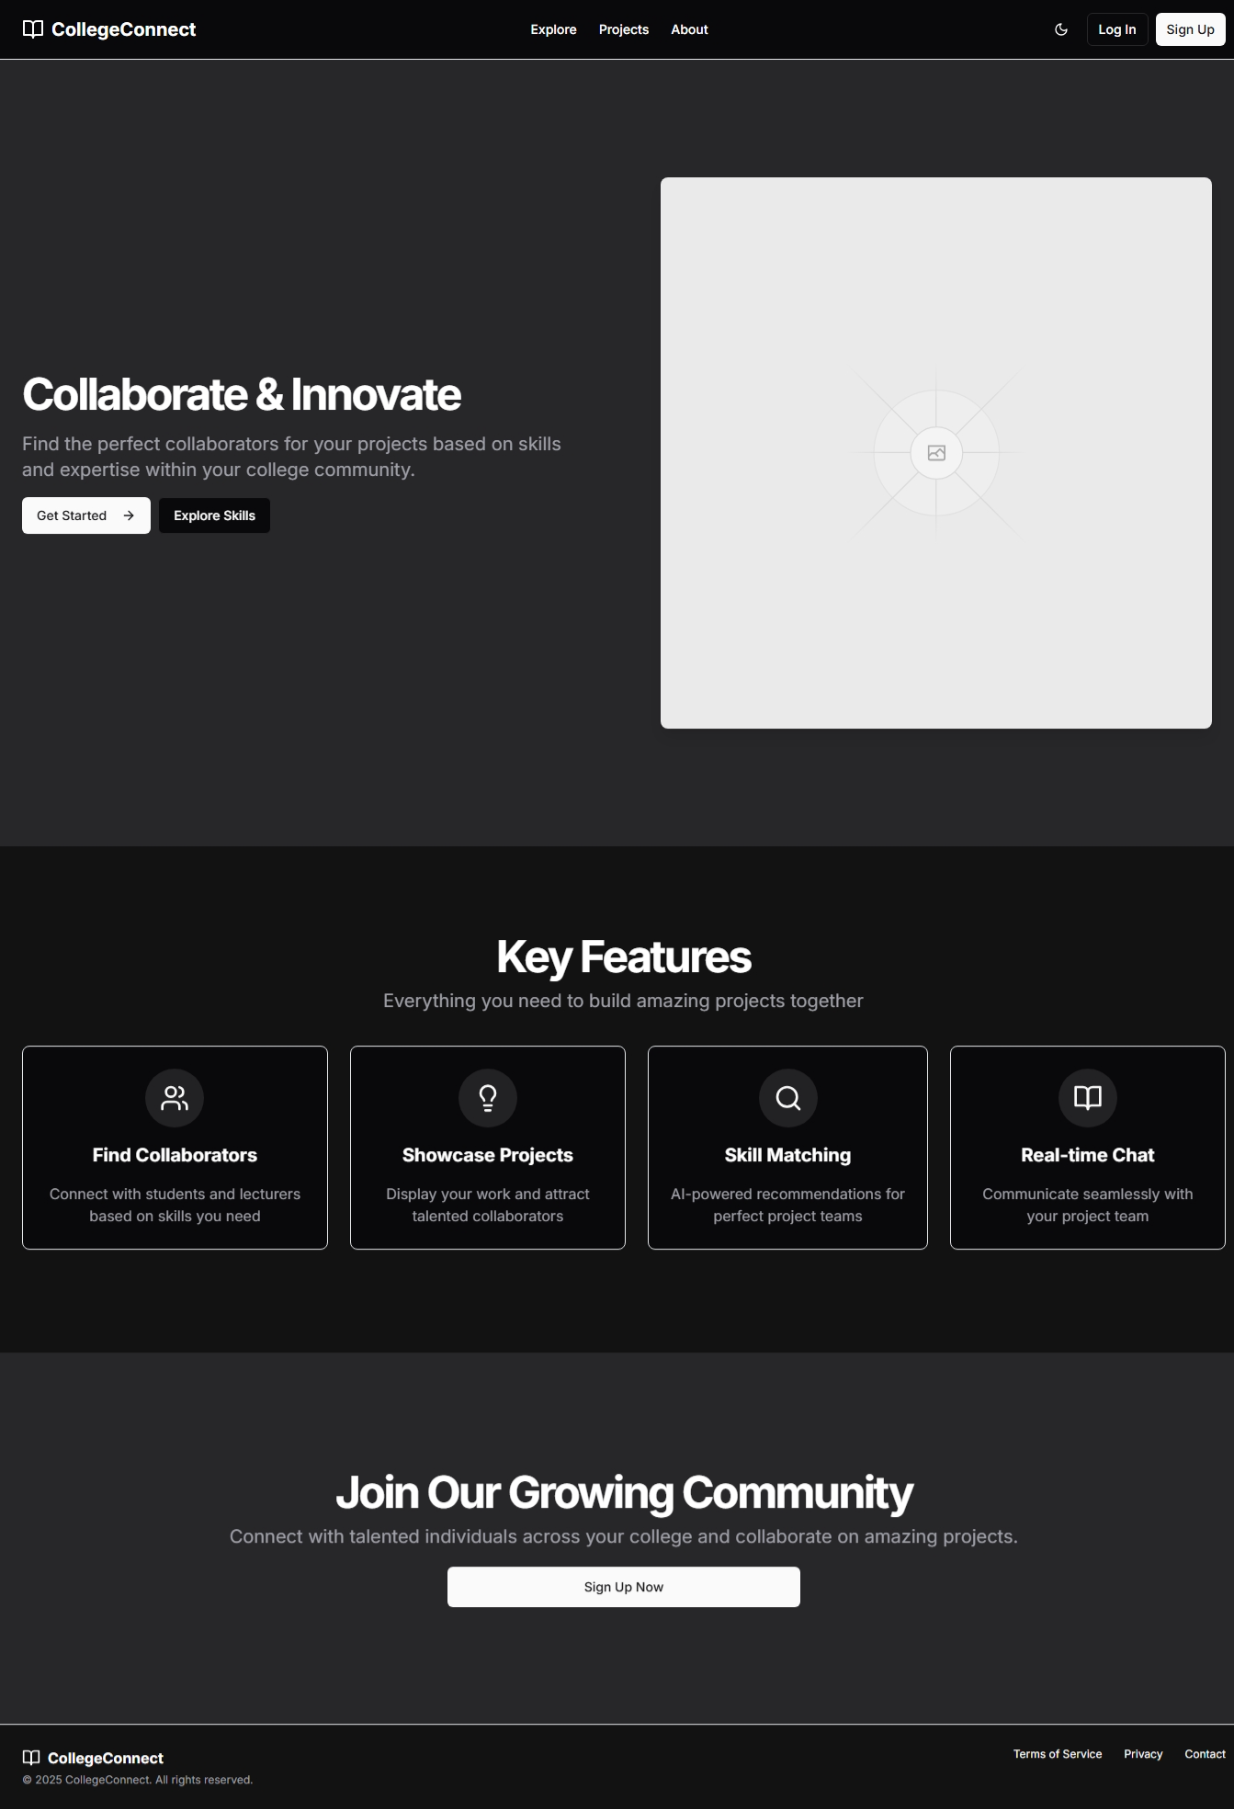 CollegeConnect
Explore
Projects
About
Log In
Sign Up
Collaborate & Innovate
Find the perfect collaborators for your projects based on skills
and expertise within your college community.
Get Started
Explore Skills
Key Features
Everything you need to build amazing projects together
Find Collaborators
Connect with students and lecturers
based on skills you need
Showcase Projects
Display your work and attract
talented collaborators
Skill Matching
AI-powered recommendations for
perfect project teams
Real-time Chat
Communicate seamlessly with
your project team
Join Our Growing Community
Connect with talented individuals across your college and collaborate on amazing projects.
Sign Up Now
CollegeConnect
© 2025 CollegeConnect. All rights reserved.
Terms of Service
Privacy
Contact